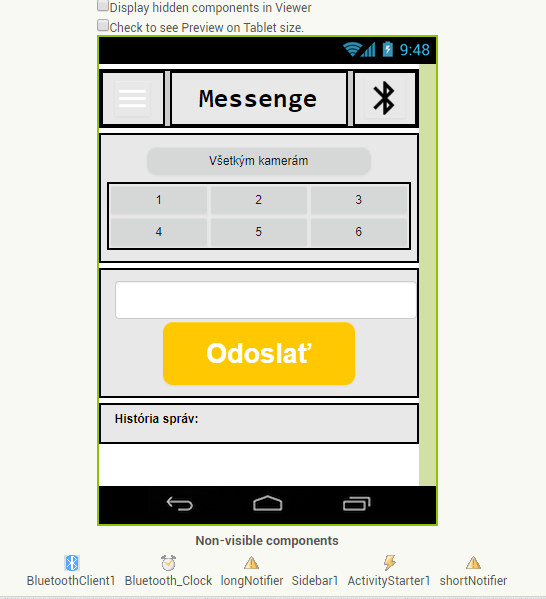 Display hidden components in Viewer
Check to see Preview on Tablet size.
9:48
Messenge
Všetkým kamerám
1 2 3
4 5 6
Odoslať
História správ:
Non-visible components
BluetoothClient1 Bluetooth_Clock longNotifier Sidebar1 ActivityStarter1 shortNotifier